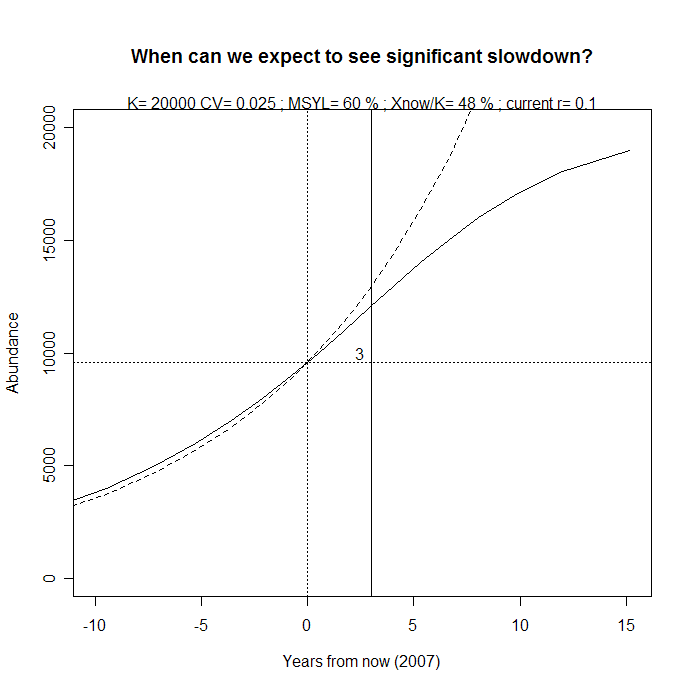 When can we expect to see significant slowdown?
K= 20000 CV= 0.025 ; MSYL= 60 % ; Xnow/K= 48 % ; current r= 0.1
20000
15000
10000
5000
0
Abundance
3
-10 -5 0 5 10 15
Years from now (2007)